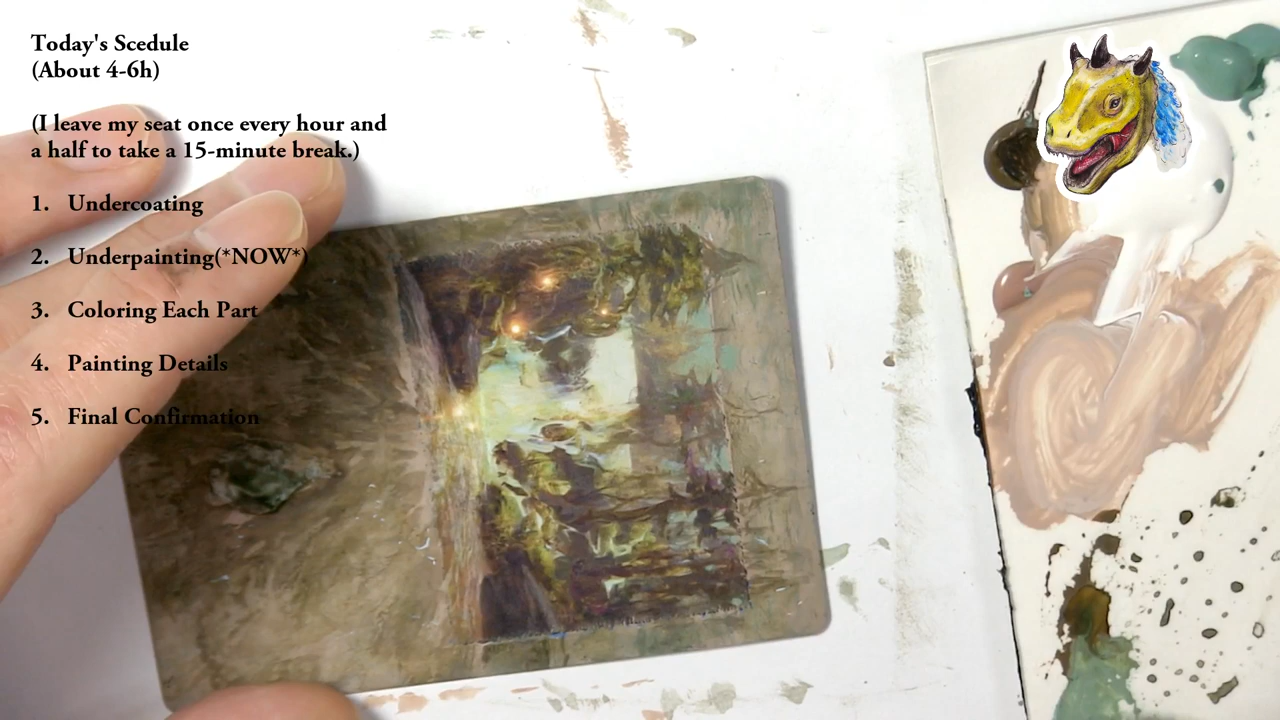 Today's Scedule
(About 4-6h)
(I leave my seat once every hour and
a half to take a 15-minute break.)
1. Undercoating
2. Underpainting(*NOW*)
3. Coloring Each Part
4. Painting Details
5. Final Confirmation